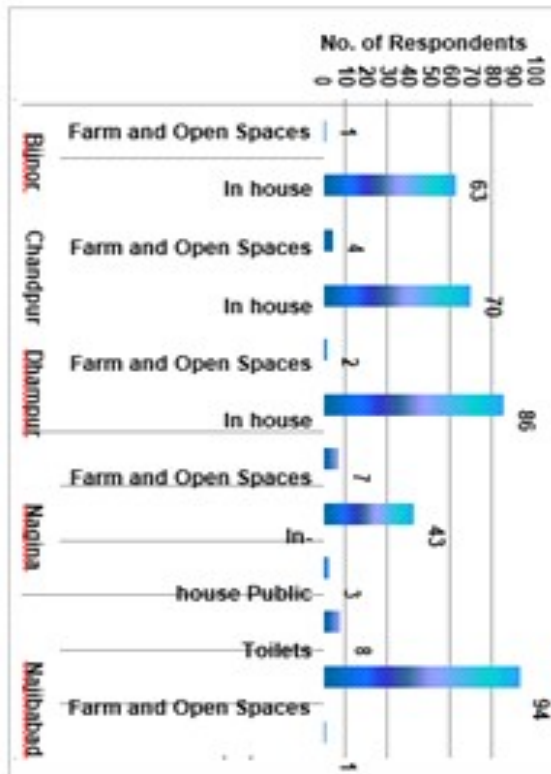 No. of Respondents
0 10 20 30 40 50 60 70 80 90 100
Bijnor
Farm and Open Spaces
1
In house
63
Chandpur
Farm and Open Spaces
4
In house
70
Dhampur
Farm and Open Spaces
2
In house
86
Nagina
Farm and Open Spaces
7
In-
43
house Public
3
Toilets
8
Najibabad
94
Farm and Open Spaces
1